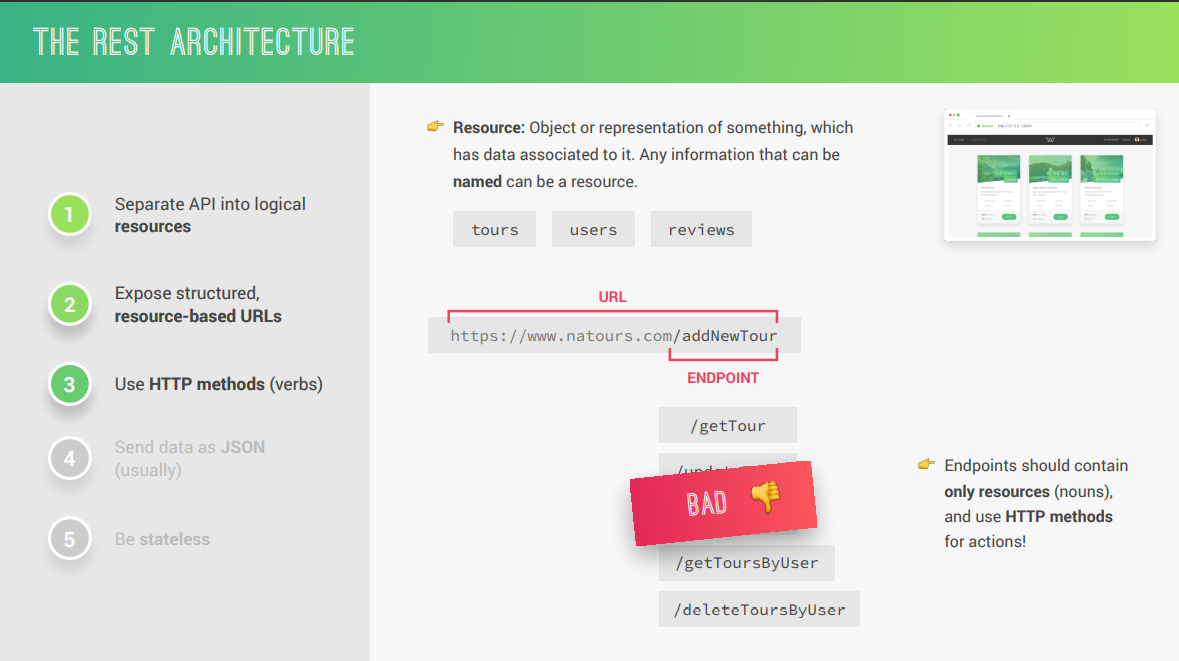 THE REST ARCHITECTURE
1
Separate API into logical
resources
2
Expose structured,
resource-based URLs
3
Use HTTP methods (verbs)
4
Send data as JSON
(usually)
5
Be stateless
👉 Resource: Object or representation of something, which
has data associated to it. Any information that can be
named can be a resource.
tours users reviews
URL
https://www.natours.com/addNewTour
ENDPOINT
/getTour
BAD 👎
/getToursByUser
/deleteToursByUser
👉 Endpoints should contain
only resources (nouns),
and use HTTP methods
for actions!